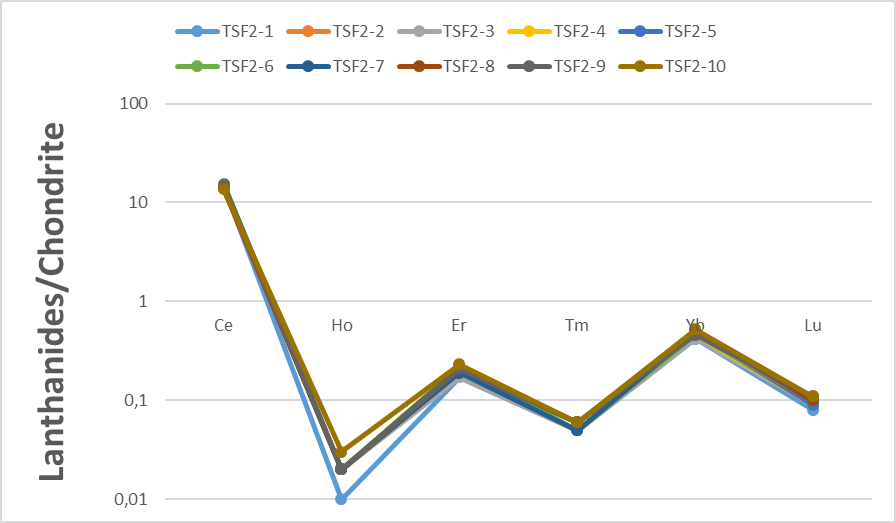 TSF2-1 TSF2-2 TSF2-3 TSF2-4 TSF2-5
TSF2-6 TSF2-7 TSF2-8 TSF2-9 TSF2-10
Lanthanides/Chondrite
100
10
1
Ce Ho Er Tm Yb Lu
0,1
0,01